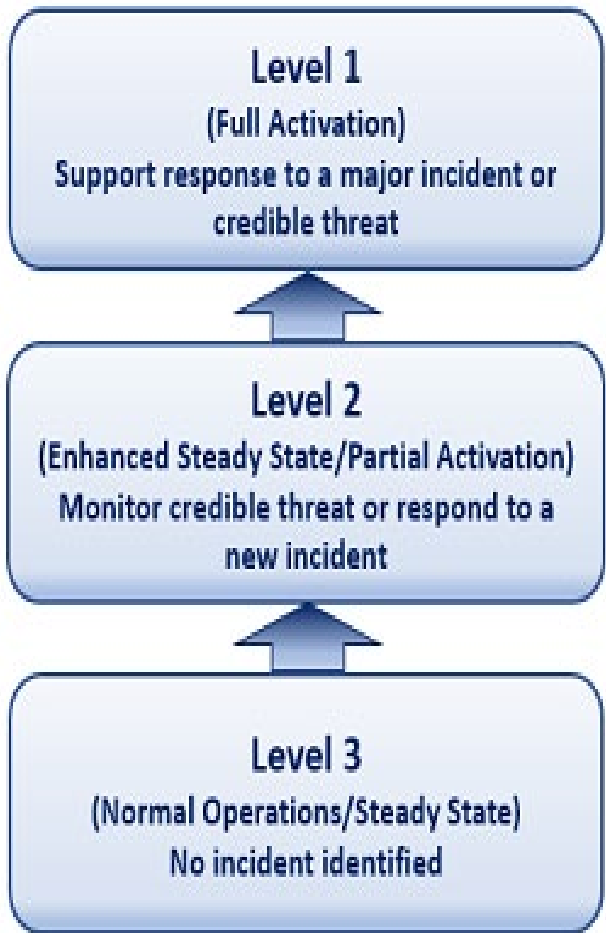 Level 1
(Full Activation)
Support response to a major incident or
credible threat
Level 2
(Enhanced Steady State/Partial Activation)
Monitor credible threat or respond to a
new incident
Level 3
(Normal Operations/Steady State)
No incident identified